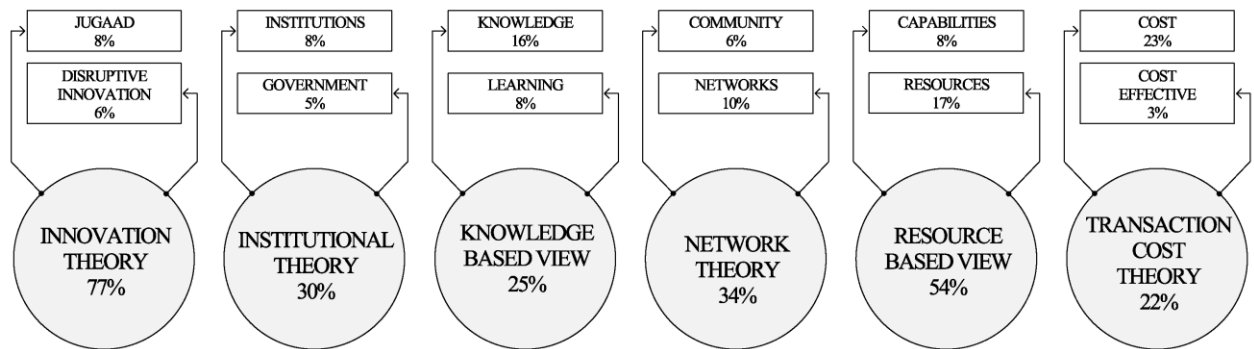 JUGAAD
8%
DISRUPTIVE
INNOVATION
6%
INNOVATION
THEORY
77%
INSTITUTIONS
8%
GOVERNMENT
5%
INSTITUTIONAL
THEORY
30%
KNOWLEDGE
16%
LEARNING
8%
KNOWLEDGE
BASED VIEW
25%
COMMUNITY
6%
NETWORKS
10%
NETWORK
THEORY
34%
CAPABILITIES
8%
RESOURCES
17%
RESOURCE
BASED VIEW
54%
COST
23%
COST
EFFECTIVE
3%
TRANSACTION
COST
THEORY
22%